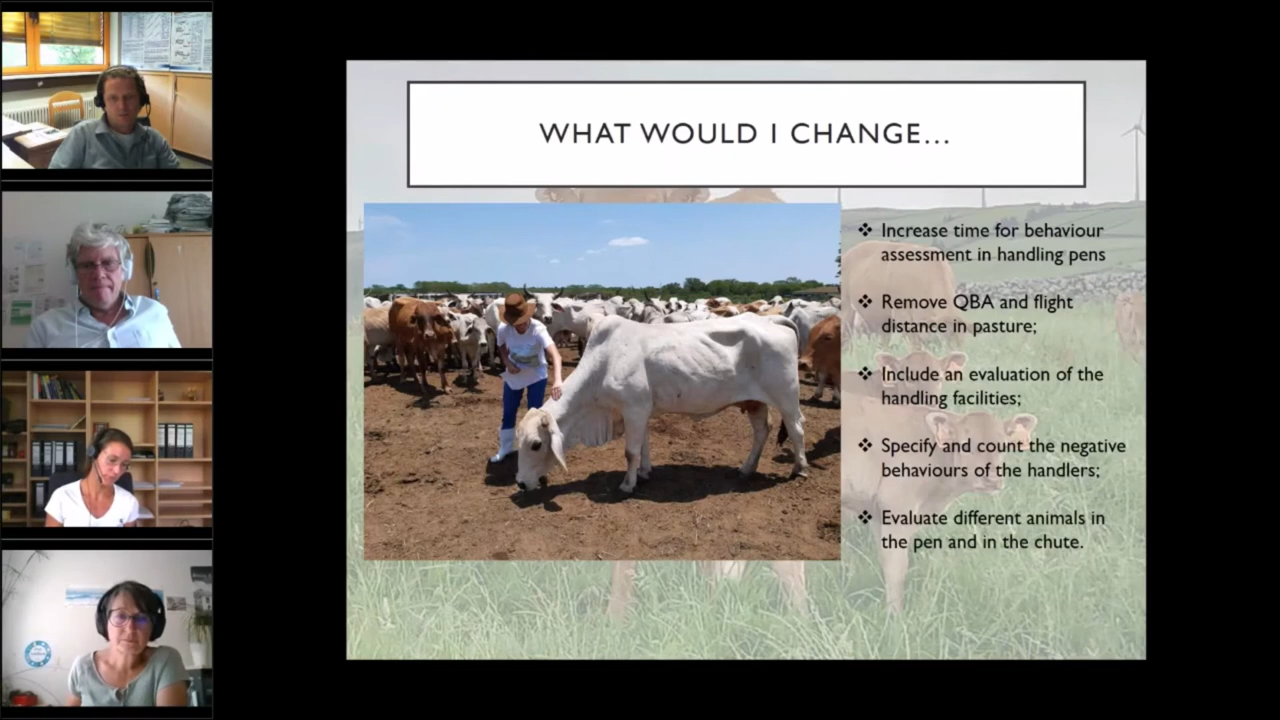 WHAT WOULD I CHANGE...
❖ Increase time for behaviour
assessment in handling pens
❖ Remove QBA and flight
distance in pasture;
❖ Include an evaluation of the
handling facilities;
❖ Specify and count the negative
behaviours of the handlers;
❖ Evaluate different animals in
the pen and in the chute.